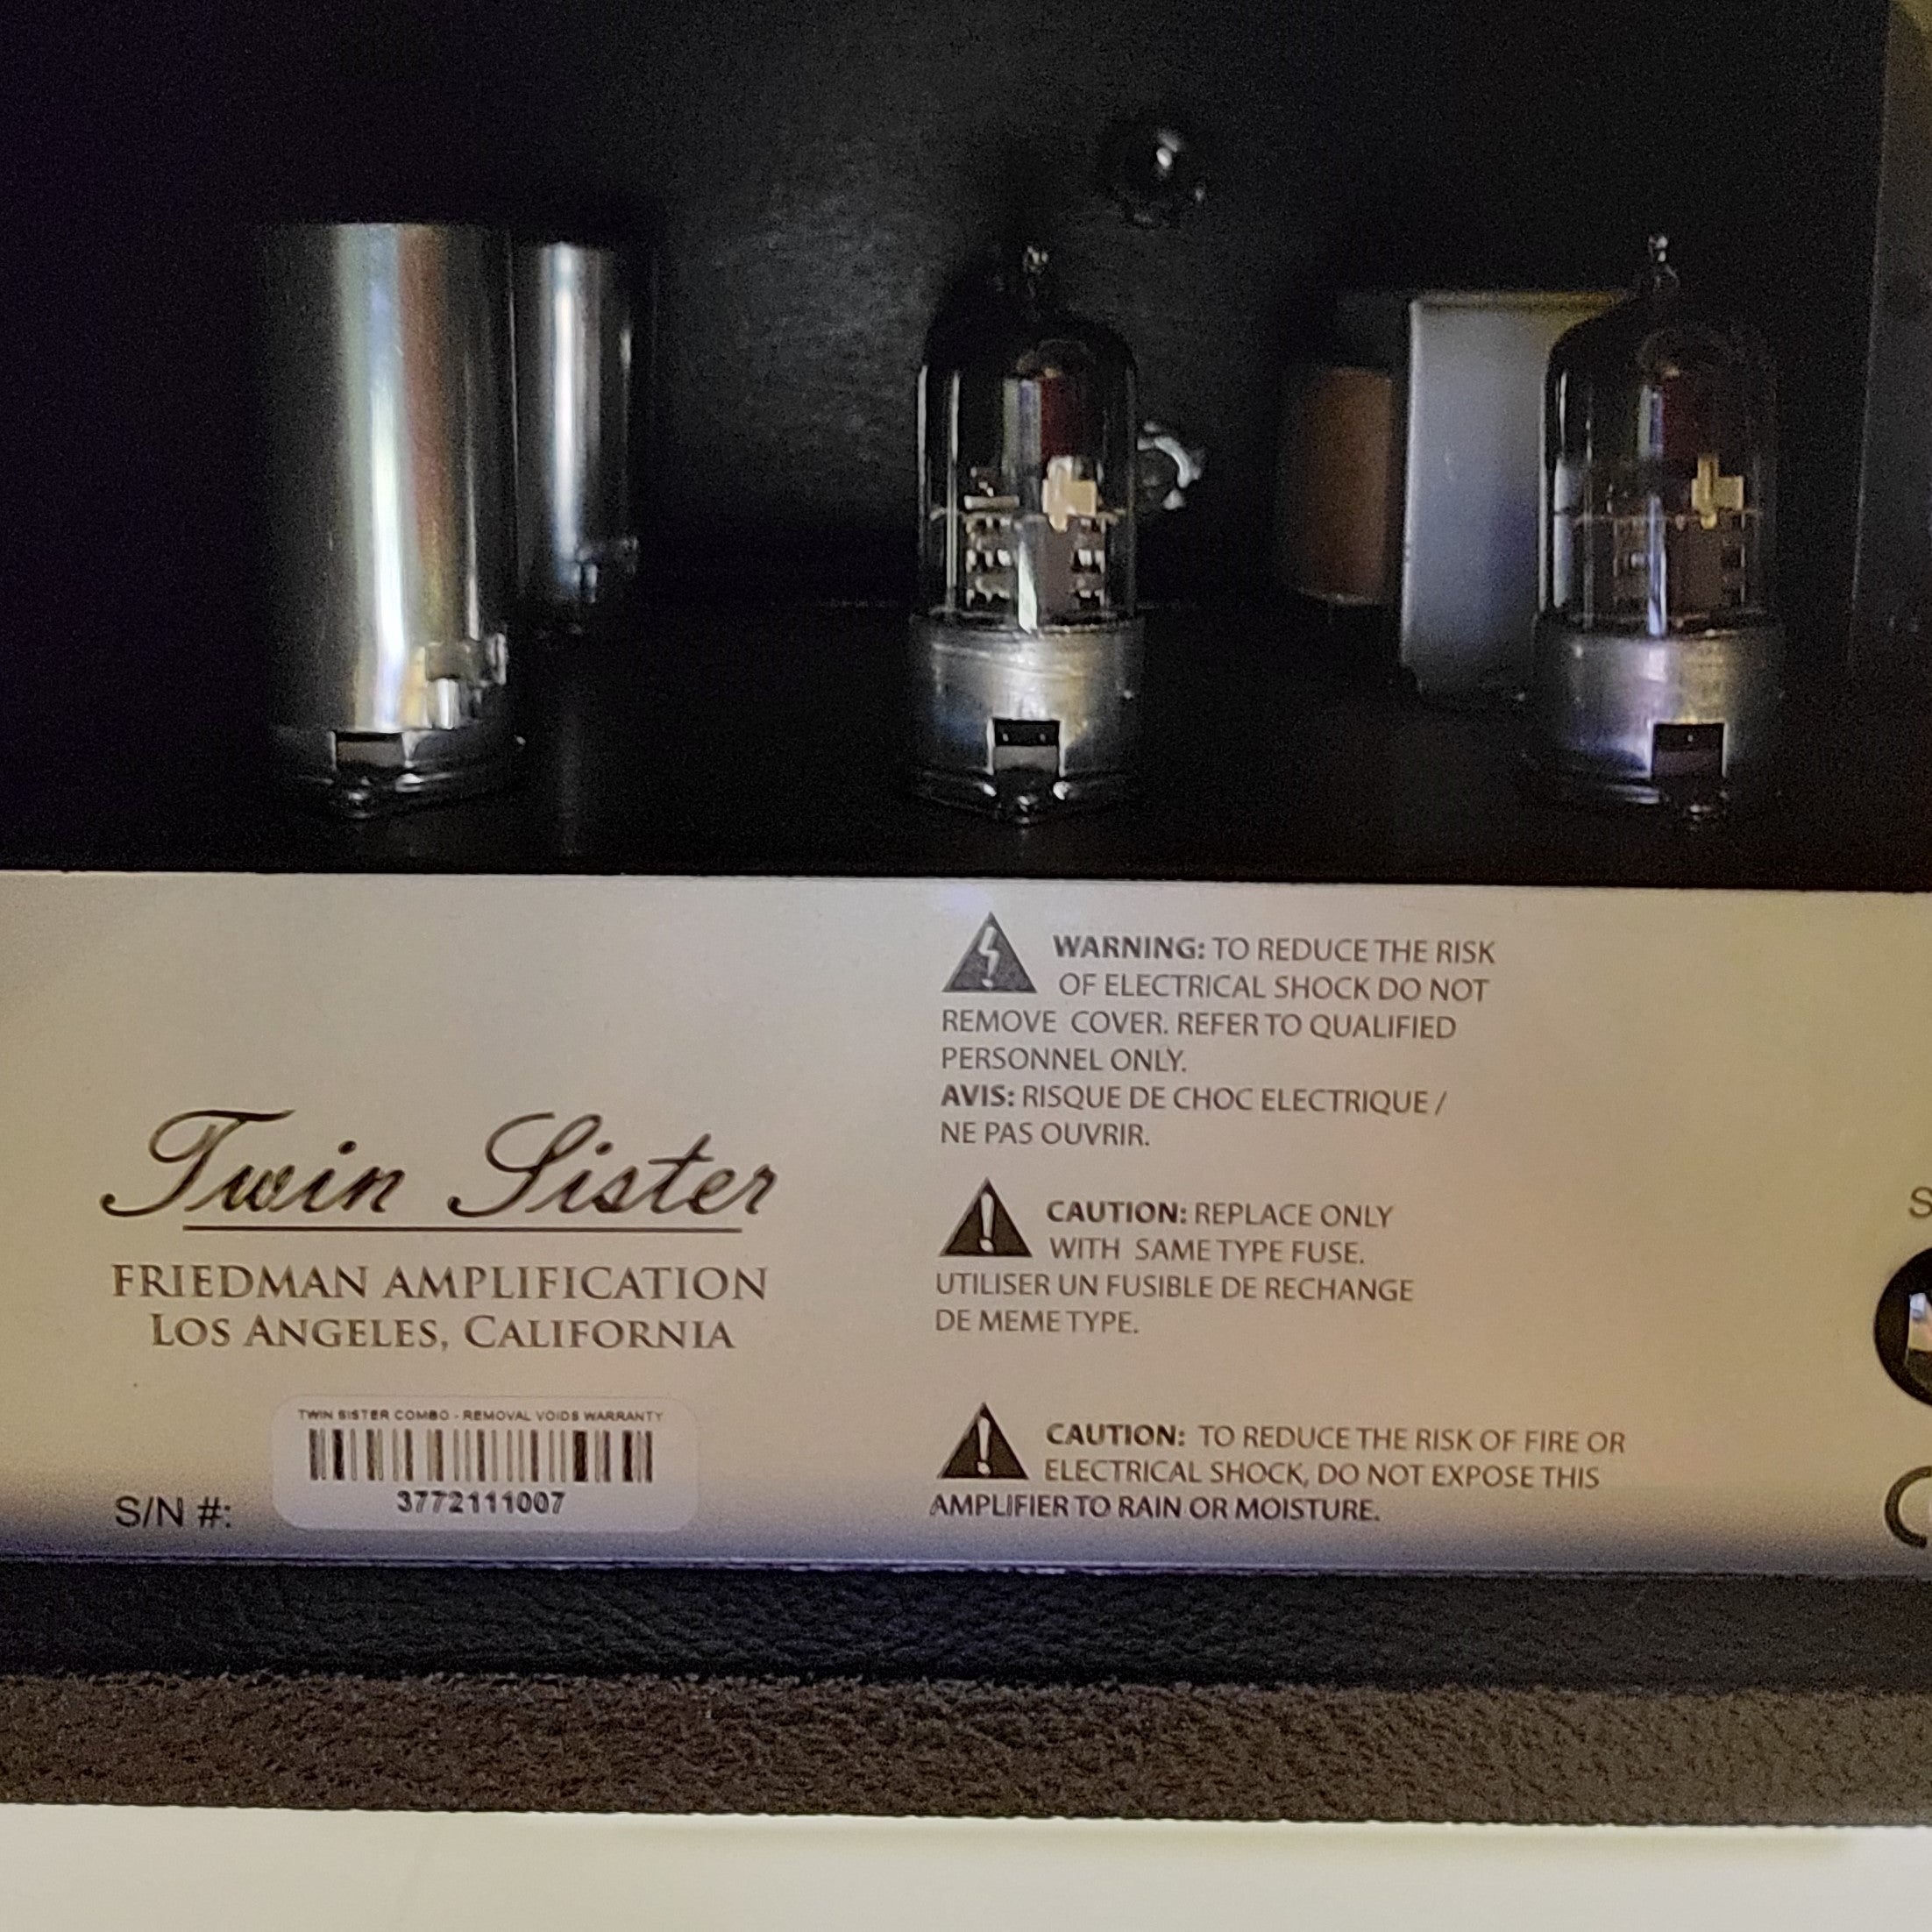 Twin Sister
FRIEDMAN AMPLIFICATION
LOS ANGELES, CALIFORNIA
TWIN SISTER COMBO - REMOVAL VOIDS WARRANTY
3772111007
S/N #:
WARNING: TO REDUCE THE RISK
OF ELECTRICAL SHOCK DO NOT
REMOVE COVER. REFER TO QUALIFIED
PERSONNEL ONLY.
AVIS: RISQUE DE CHOC ELECTRIQUE /
NE PAS OUVRIR.
CAUTION: REPLACE ONLY
WITH SAME TYPE FUSE.
UTILISER UN FUSIBLE DE RECHANGE
DE MEME TYPE.
CAUTION: TO REDUCE THE RISK OF FIRE OR
ELECTRICAL SHOCK, DO NOT EXPOSE THIS
AMPLIFIER TO RAIN OR MOISTURE.